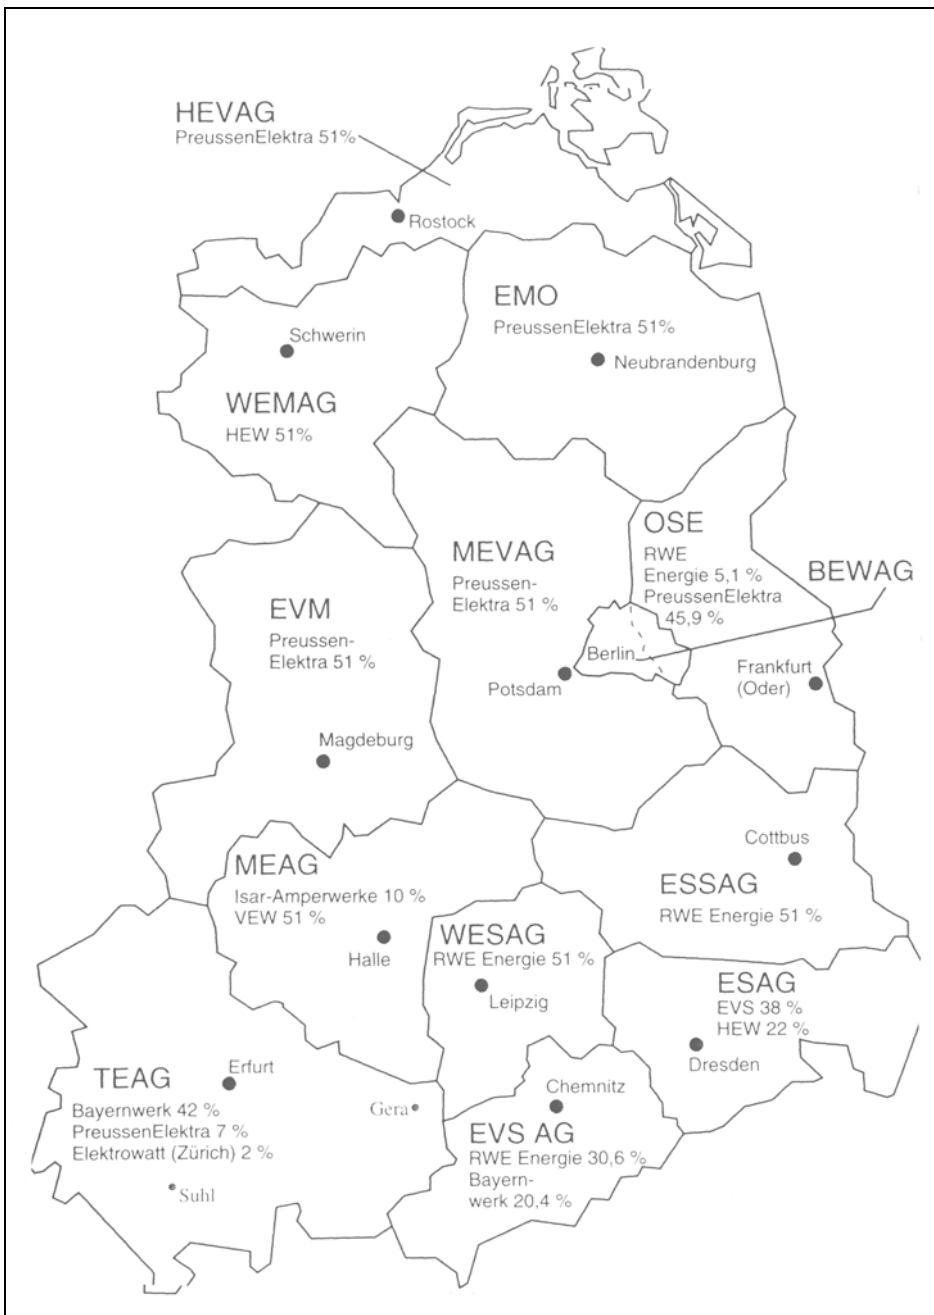 HEVAG
PreussenElektra 51%
Rostock
EMO
PreussenElektra 51%
Neubrandenburg
Schwerin
WEMAG
HEW 51%
OSE
RWE
Energie 5,1 %
PreussenElektra
45,9 %
BEWAG
MEVAG
Preussen-
Elektra 51 %
EVM
Preussen-
Elektra 51 %
Berlin
Potsdam
Frankfurt
(Oder)
Magdeburg
Cottbus
MEAG
Isar-Amperwerke 10 %
VEW 51 %
Halle
ESSAG
RWE Energie 51 %
WESAG
RWE Energie 51 %
Leipzig
ESAG
EVS 38 %
HEW 22 %
Dresden
Erfurt
TEAG
Bayernwerk 42 %
PreussenElektra 7 %
Elektrowatt (Zürich) 2 %
Gera
Suhl
Chemnitz
EVS AG
RWE Energie 30,6 %
Bayern-
werk 20,4 %